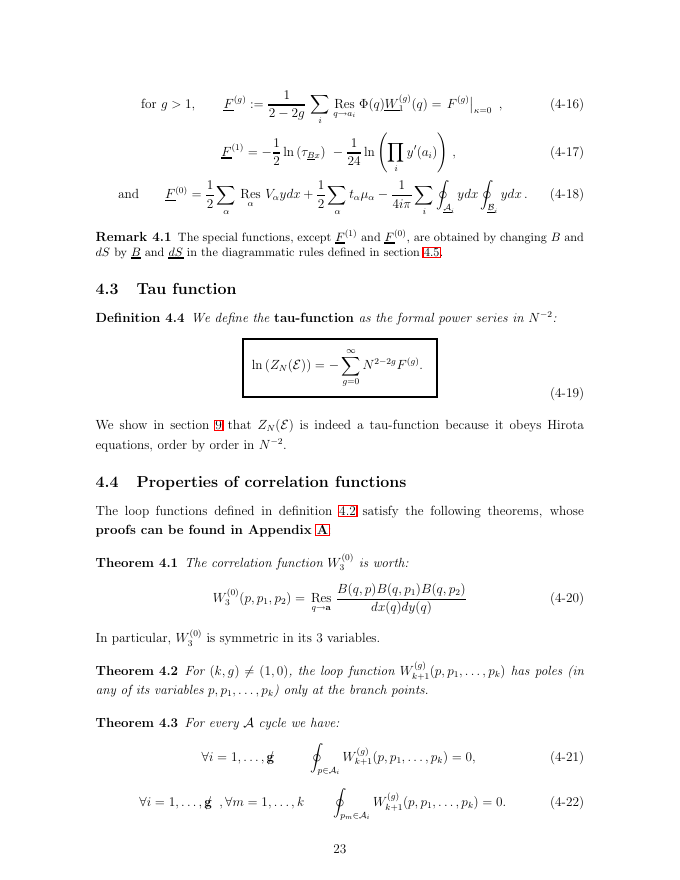 for g > 1, F̲^{(g)} := \frac{1}{2 − 2g} ∑_i Res_{q→a_i} Φ(q)W̲_1^{(g)}(q) = F^{(g)}|_{κ=0} , (4-16)
F̲^{(1)} = −\frac{1}{2} ln (τ_{B̲x}) − \frac{1}{24} ln (∏_i y′(a_i)) , (4-17)
and F̲^{(0)} = \frac{1}{2} ∑_α Res_α V_α ydx + \frac{1}{2} ∑_α t_α μ_α − \frac{1}{4iπ} ∑_i ∮_{A̲_i} ydx ∮_{B̲_i} ydx . (4-18)
Remark 4.1 The special functions, except F̲^{(1)} and F̲^{(0)}, are obtained by changing B and
dS by B̲ and d̲S̲ in the diagrammatic rules defined in section 4.5.
4.3 Tau function
Definition 4.4 We define the tau-function as the formal power series in N^{−2}:
ln (Z_N(ℰ)) = − ∑_{g=0}^{∞} N^{2−2g} F^{(g)}.
(4-19)
We show in section 9 that Z_N(ℰ) is indeed a tau-function because it obeys Hirota
equations, order by order in N^{−2}.
4.4 Properties of correlation functions
The loop functions defined in definition 4.2 satisfy the following theorems, whose
proofs can be found in Appendix A
Theorem 4.1 The correlation function W_3^{(0)} is worth:
W_3^{(0)}(p, p_1, p_2) = Res_{q→a} \frac{B(q, p)B(q, p_1)B(q, p_2)}{dx(q)dy(q)} (4-20)
In particular, W_3^{(0)} is symmetric in its 3 variables.
Theorem 4.2 For (k, g) ≠ (1, 0), the loop function W_{k+1}^{(g)}(p, p_1, . . . , p_k) has poles (in
any of its variables p, p_1, . . . , p_k) only at the branch points.
Theorem 4.3 For every 𝒜 cycle we have:
∀i = 1, . . . , g̸ ∮_{p∈𝒜_i} W_{k+1}^{(g)}(p, p_1, . . . , p_k) = 0, (4-21)
∀i = 1, . . . , g̸ , ∀m = 1, . . . , k ∮_{p_m∈𝒜_i} W_{k+1}^{(g)}(p, p_1, . . . , p_k) = 0. (4-22)
23